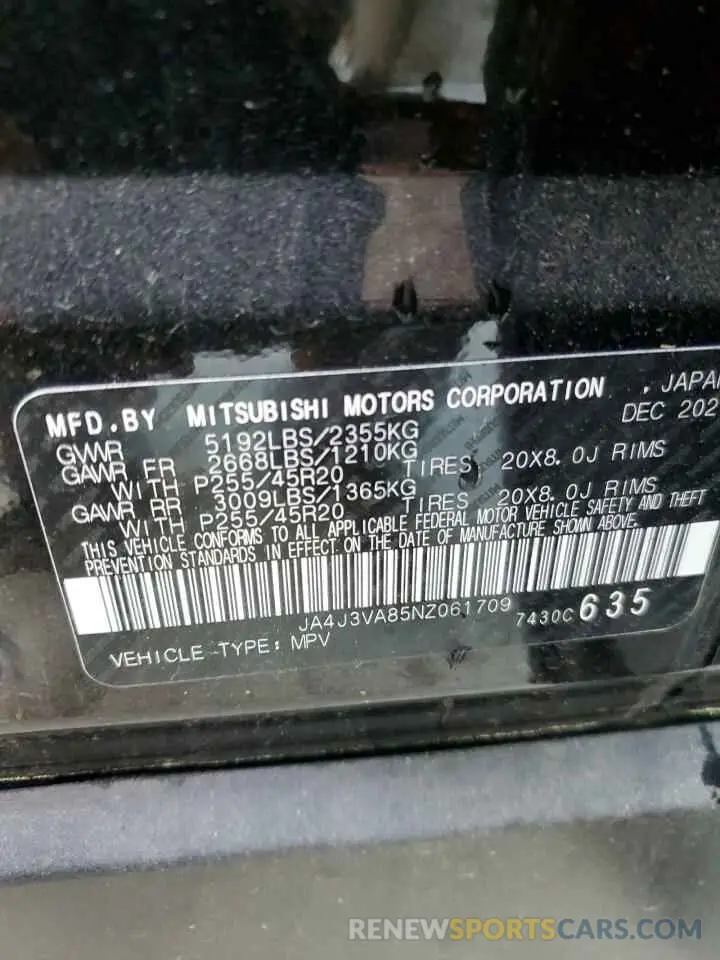 MFD.BY MITSUBISHI MOTORS CORPORATION , JAPAN
DEC 202
GVWR 5192LBS/2355KG
GAWR FR 2668LBS/1210KG
WITH P255/45R20 TIRES 20X8.0J RIMS
GAWR RR 3009LBS/1365KG
WITH P255/45R20 TIRES 20X8.0J RIMS
THIS VEHICLE CONFORMS TO ALL APPLICABLE FEDERAL MOTOR VEHICLE SAFETY AND THEFT
PREVENTION STANDARDS IN EFFECT ON THE DATE OF MANUFACTURE SHOWN ABOVE.
JA4J3VA85NZ061709 7430C 635
VEHICLE TYPE: MPV
RENEWSPORTSCARS.COM